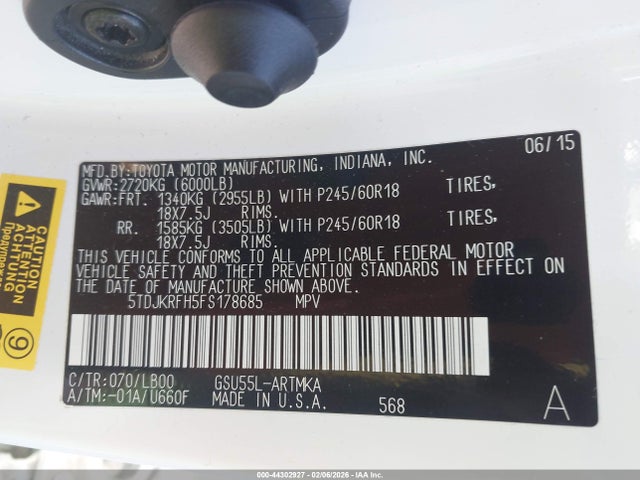 MFD.BY:TOYOTA MOTOR MANUFACTURING, INDIANA, INC. 06/15
GVWR:2720KG (6000LB)
GAWR:FRT. 1340KG (2955LB) WITH P245/60R18 TIRES,
18X7.5J RIMS.
RR. 1585KG (3505LB) WITH P245/60R18 TIRES,
18X7.5J RIMS.
THIS VEHICLE CONFORMS TO ALL APPLICABLE FEDERAL MOTOR
VEHICLE SAFETY AND THEFT PREVENTION STANDARDS IN EFFECT ON
THE DATE OF MANUFACTURE SHOWN ABOVE.
5TDJKRFH5FS178685 MPV
C/TR:070/LB00 GSU55L-ARTMKA
A/TM:-01A/U660F MADE IN U.S.A. 568 A
9
000-44302927 - 02/06/2026 - IAA Inc.